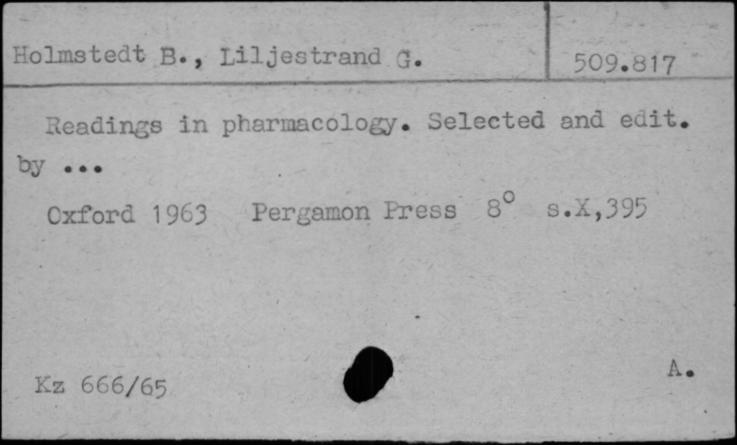 Holmstedt B., Liljestrand G.
509.817
Readings in pharmacology. Selected and edit.
by ...
Oxford 1963 Pergamon Press 8° s.X,395
Kz 666/65
A.